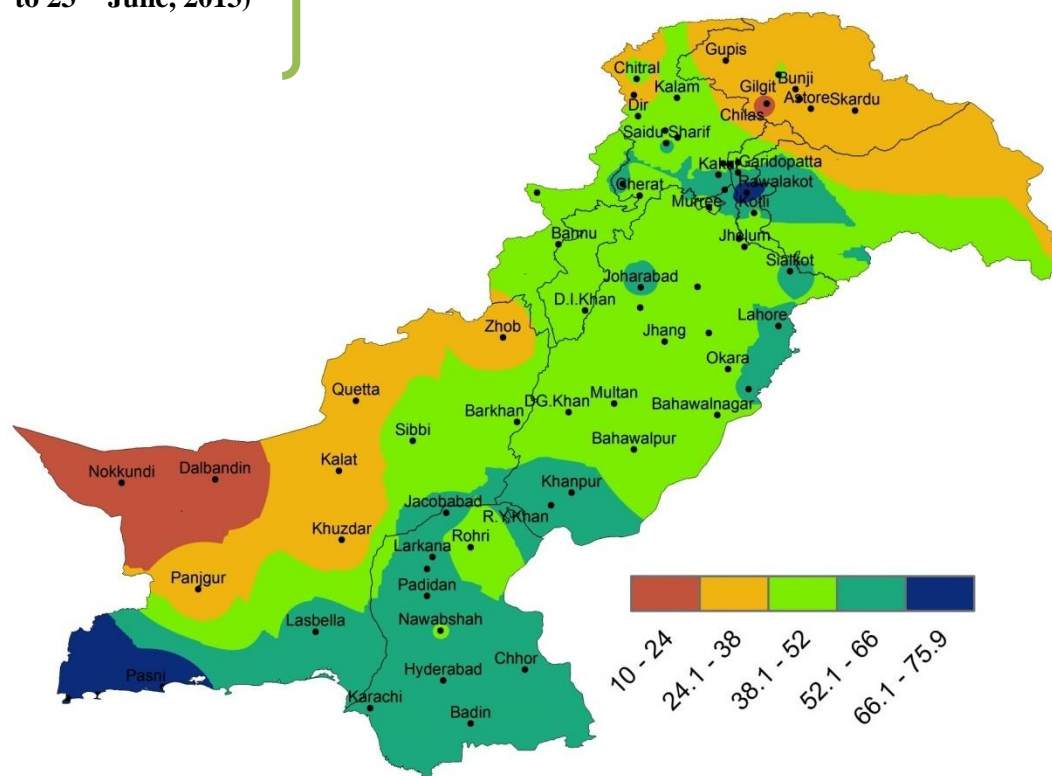 to 23 June, 2015)
Gupis
Chitral
Bunji
Kalam
Gilgit
Astore
Skardu
Dir
Chilas
Saidu Sharif
Garidopatta
Rawalakot
Cherat
Murree
Kotli
Bannu
Jhelum
Sialkot
Joharabad
D.I.Khan
Lahore
Zhob
Jhang
Okara
Quetta
DG.Khan
Multan
Barkhan
Bahawalnagar
Sibbi
Bahawalpur
Nokkundi
Dalbandin
Kalat
Khanpur
Jacobabad
R.Y.Khan
Khuzdar
Rohri
Larkana
Panjgur
Padidan
Lasbella
Nawabshah
Chhor
Pasni
Hyderabad
Karachi
Badin
10 - 24
24.1 - 38
38.1 - 52
52.1 - 66
66.1 - 75.9